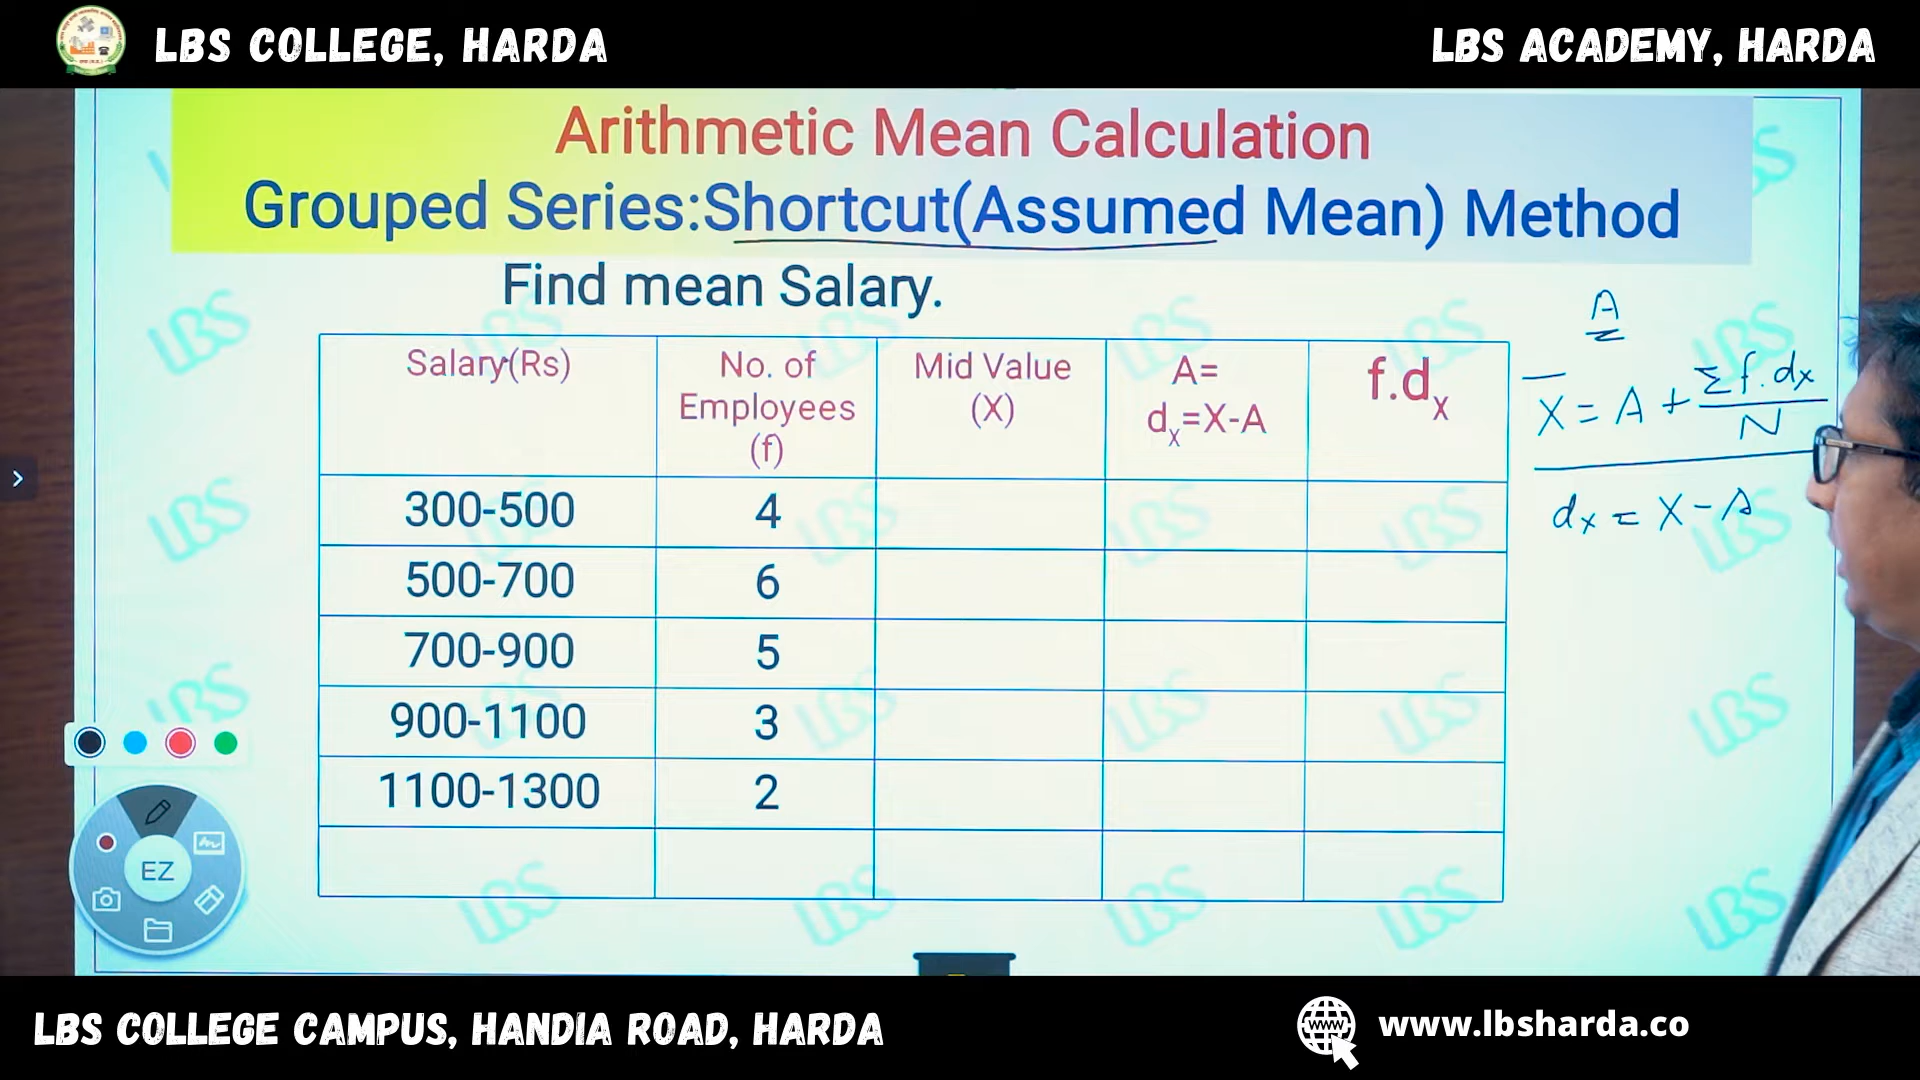 LBS COLLEGE, HARDA
LBS ACADEMY, HARDA
Arithmetic Mean Calculation
Grouped Series:Shortcut(Assumed Mean) Method
Find mean Salary.
Salary(Rs)
No. of
Employees
(f)
Mid Value
(X)
A=
dx=X-A
f.dx
300-500 4
500-700 6
700-900 5
900-1100 3
1100-1300 2
A
X̅ = A + Σf.dx / N
dx = X - A
EZ
LBS COLLEGE CAMPUS, HANDIA ROAD, HARDA
www
www.lbsharda.co
LBS